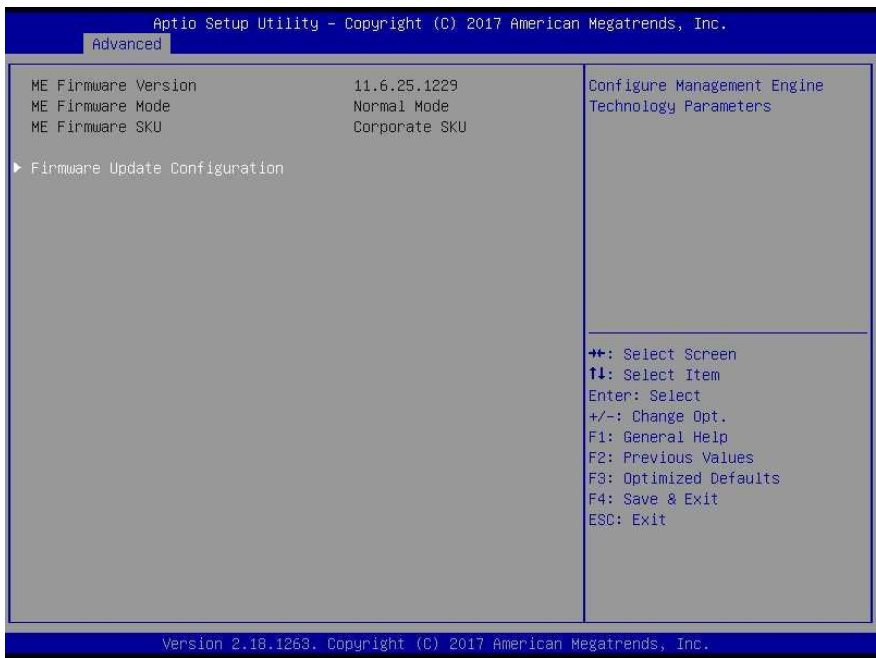 Aptio Setup Utility – Copyright (C) 2017 American Megatrends, Inc.
Advanced
ME Firmware Version 11.6.25.1229
ME Firmware Mode Normal Mode
ME Firmware SKU Corporate SKU
▶ Firmware Update Configuration
Configure Management Engine
Technology Parameters
→←: Select Screen
↑↓: Select Item
Enter: Select
+/-: Change Opt.
F1: General Help
F2: Previous Values
F3: Optimized Defaults
F4: Save & Exit
ESC: Exit
Version 2.18.1263. Copyright (C) 2017 American Megatrends, Inc.